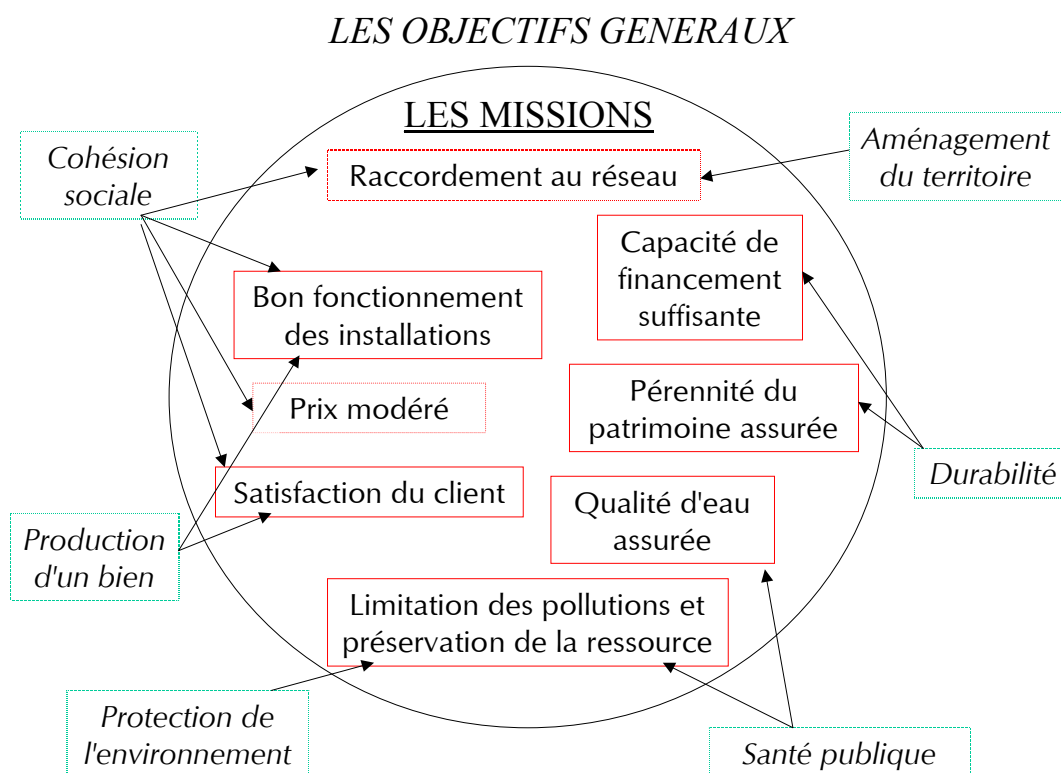 LES OBJECTIFS GENERAUX
LES MISSIONS
Cohésion
sociale
Aménagement
du territoire
Raccordement au réseau
Capacité de
financement
suffisante
Bon fonctionnement
des installations
Prix modéré
Pérennité du
patrimoine assurée
Satisfaction du client
Durabilité
Qualité d'eau
assurée
Production
d'un bien
Limitation des pollutions et
préservation de la ressource
Protection de
l'environnement
Santé publique